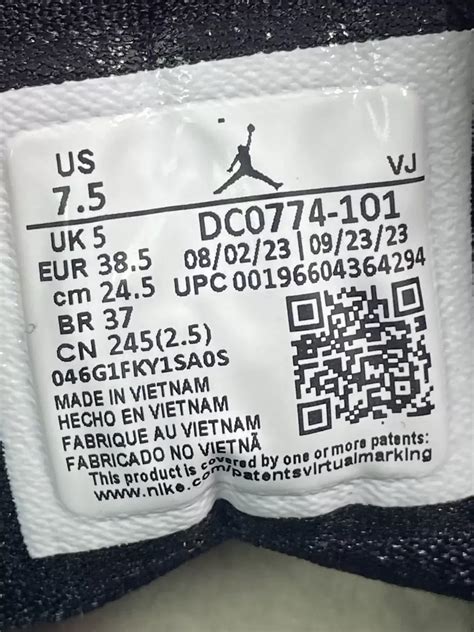 US
7.5
VJ
UK 5
DC0774-101
EUR 38.5
08/02/23 | 09/23/23
cm 24.5
UPC 00196604364294
BR 37
CN 245(2.5)
046G1FKY1SA0S
MADE IN VIETNAM
HECHO EN VIETNAM
FABRIQUE AU VIETNAM
FABRICADO NO VIETNÃ
This product is covered by one or more patents:
www.nike.com/patentsvirtualmarking